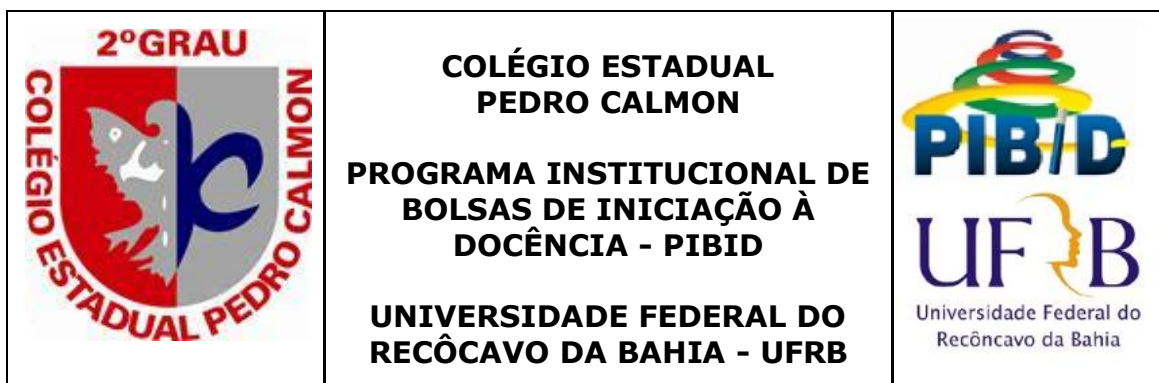 2ºGRAU
COLÉGIO ESTADUAL PEDRO CALMON
COLÉGIO ESTADUAL
PEDRO CALMON
PROGRAMA INSTITUCIONAL DE
BOLSAS DE INICIAÇÃO À
DOCÊNCIA - PIBID
UNIVERSIDADE FEDERAL DO
RECÔCAVO DA BAHIA - UFRB
PIBID
UFRB
Universidade Federal do
Recôncavo da Bahia